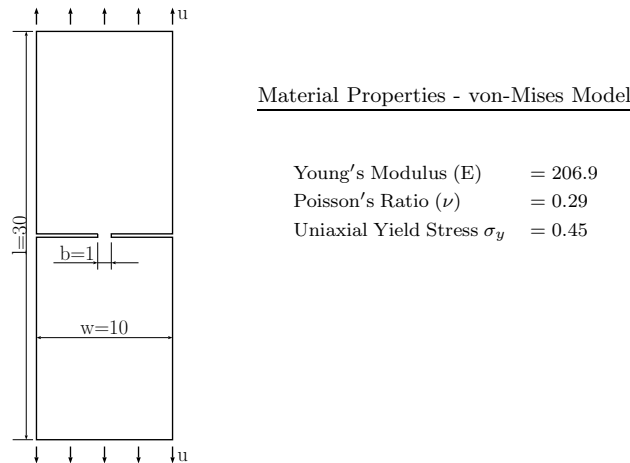 u
Material Properties - von-Mises Model
Young's Modulus (E) = 206.9
Poisson's Ratio (ν) = 0.29
Uniaxial Yield Stress σ_y = 0.45
l=30
b=1
w=10
u